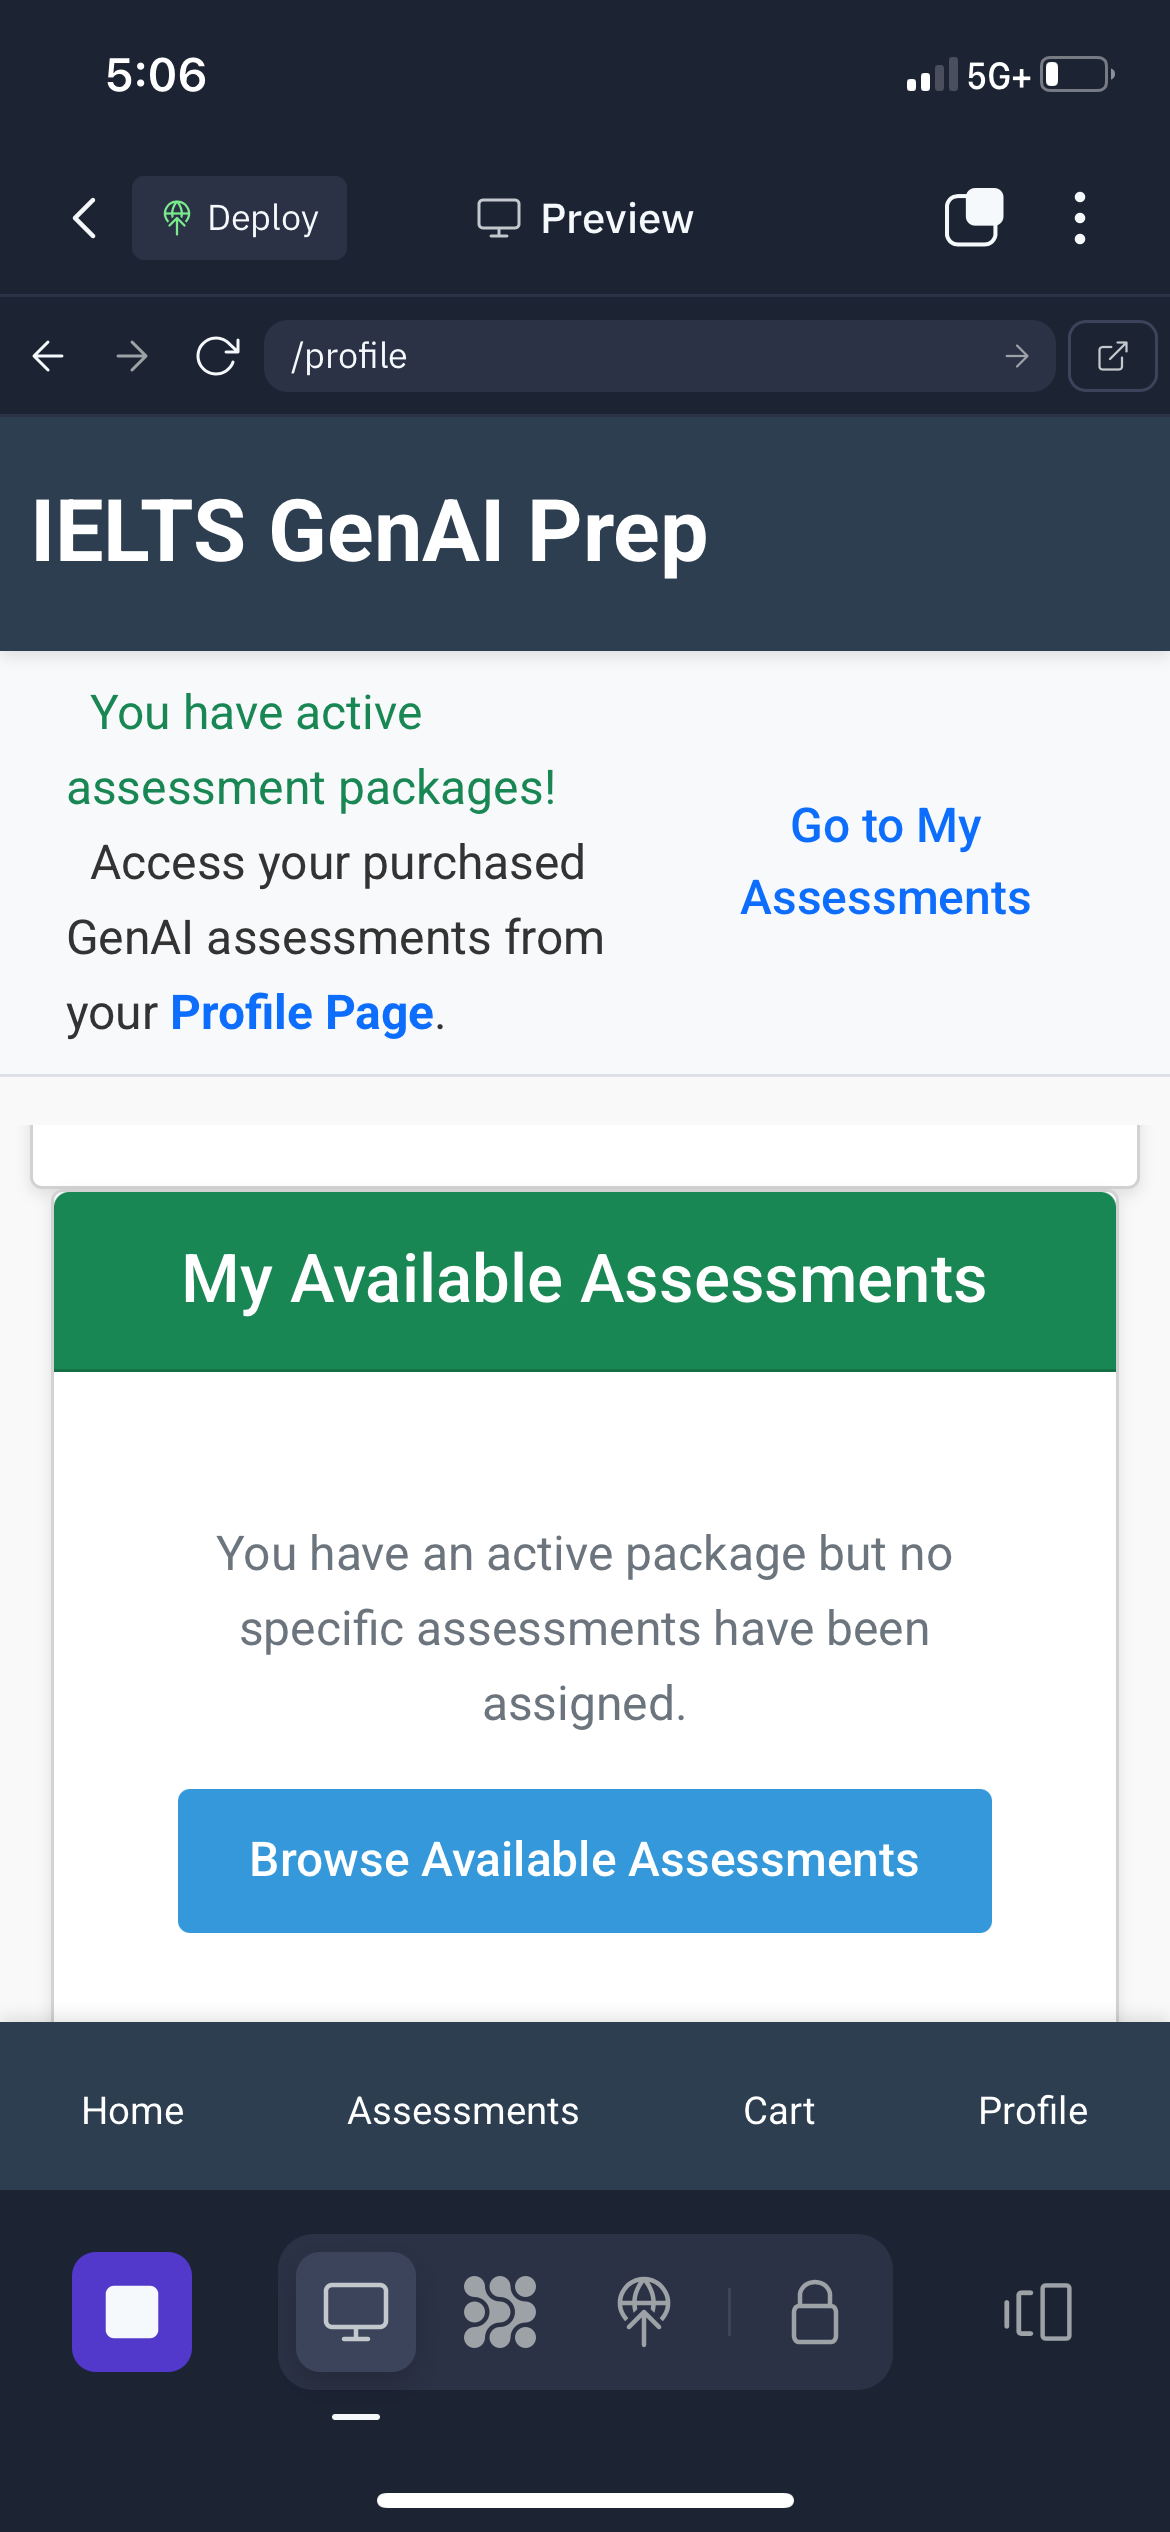 5:06
5G+
Deploy
Preview
/profile
IELTS GenAI Prep
You have active
assessment packages!
Access your purchased
GenAI assessments from
your Profile Page.
Go to My
Assessments
My Available Assessments
You have an active package but no
specific assessments have been
assigned.
Browse Available Assessments
Home
Assessments
Cart
Profile